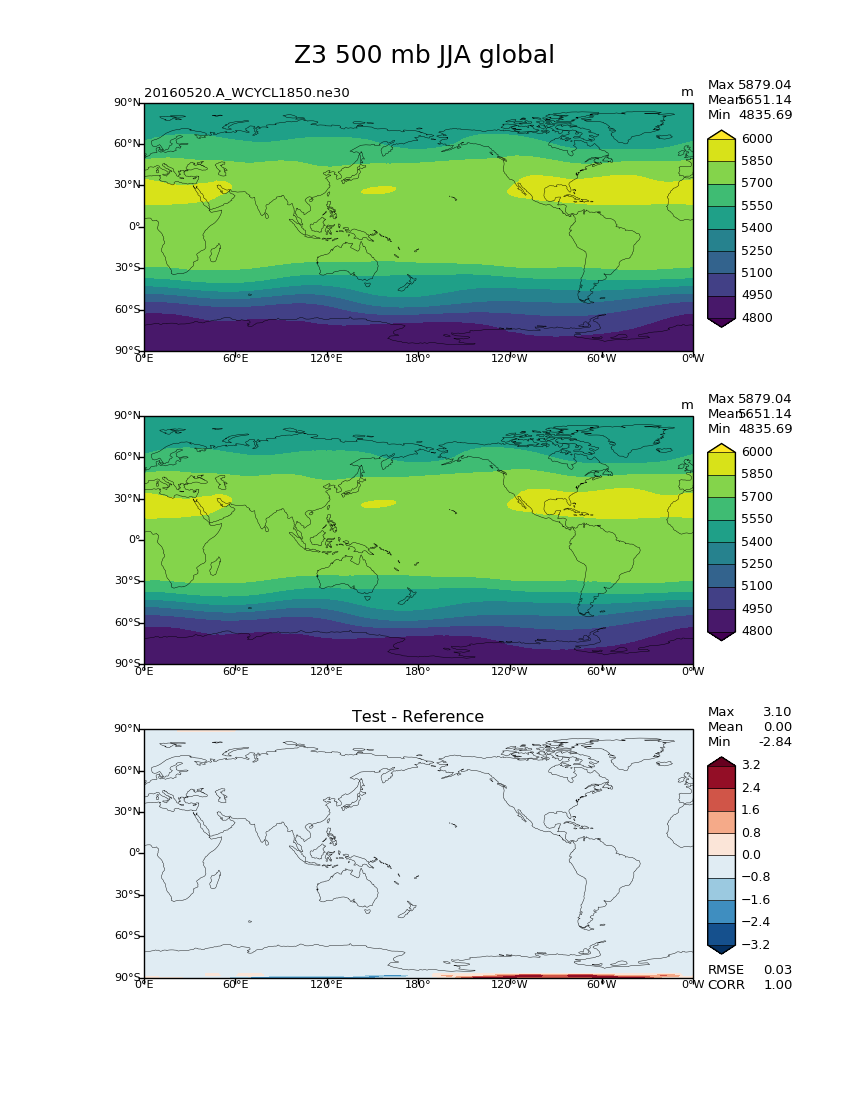 Z3 500 mb JJA global
20160520.A_WCYCL1850.ne30
m
Max 5879.04
Mean 5651.14
Min 4835.69
90°N
60°N
30°N
0°
30°S
60°S
90°S
0°E 60°E 120°E 180° 120°W 60°W 0°W
6000
5850
5700
5550
5400
5250
5100
4950
4800
m
Max 5879.04
Mean 5651.14
Min 4835.69
90°N
60°N
30°N
0°
30°S
60°S
90°S
0°E 60°E 120°E 180° 120°W 60°W 0°W
6000
5850
5700
5550
5400
5250
5100
4950
4800
Test - Reference
Max 3.10
Mean 0.00
Min -2.84
90°N
60°N
30°N
0°
30°S
60°S
90°S
0°E 60°E 120°E 180° 120°W 60°W 0°W
3.2
2.4
1.6
0.8
0.0
−0.8
−1.6
−2.4
−3.2
RMSE 0.03
CORR 1.00